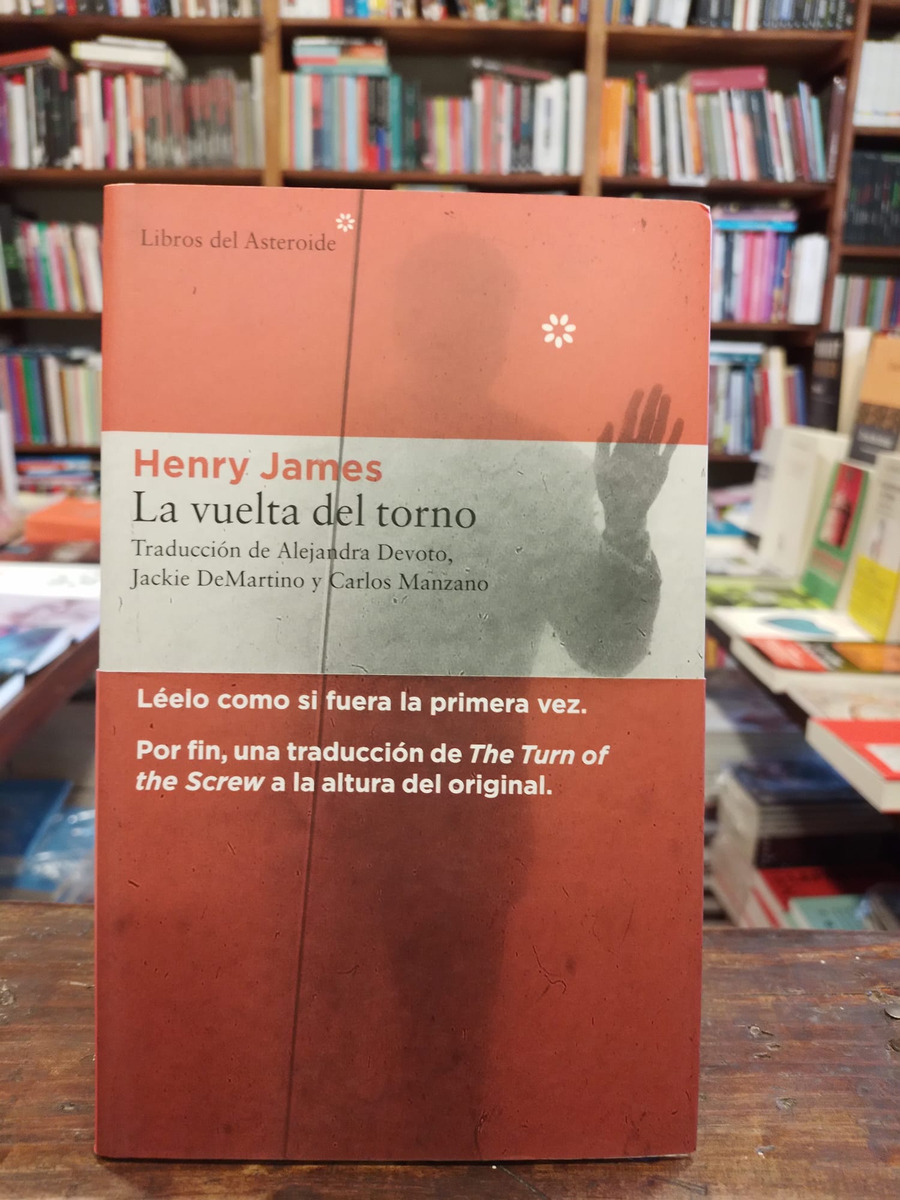 Libros del Asteroide
Henry James
La vuelta del torno
Traducción de Alejandra Devoto,
Jackie DeMartino y Carlos Manzano
Léelo como si fuera la primera vez.
Por fin, una traducción de The Turn of
the Screw a la altura del original.